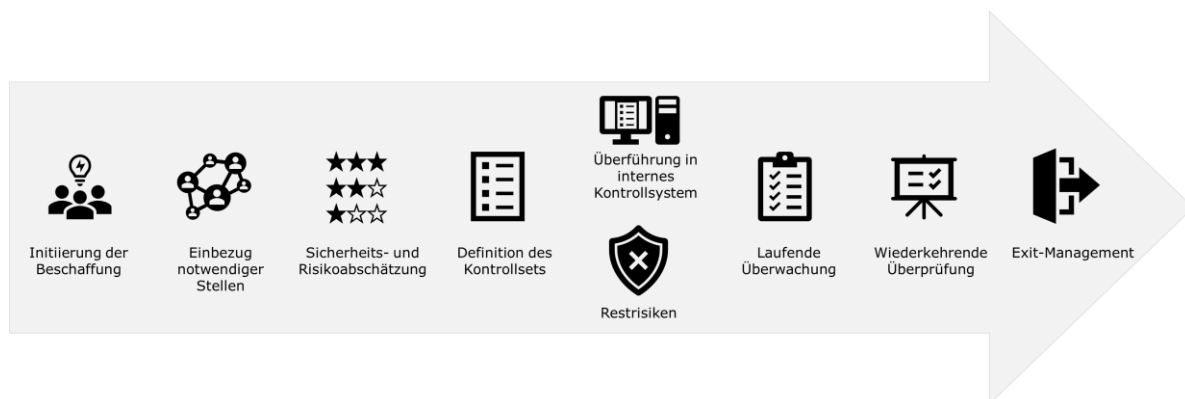 Initiierung der
Beschaffung
Einbezug
notwendiger
Stellen
Sicherheits- und
Risikoabschätzung
Definition des
Kontrollsets
Überführung in
internes
Kontrollsystem
Restrisiken
Laufende
Überwachung
Wiederkehrende
Überprüfung
Exit-Management